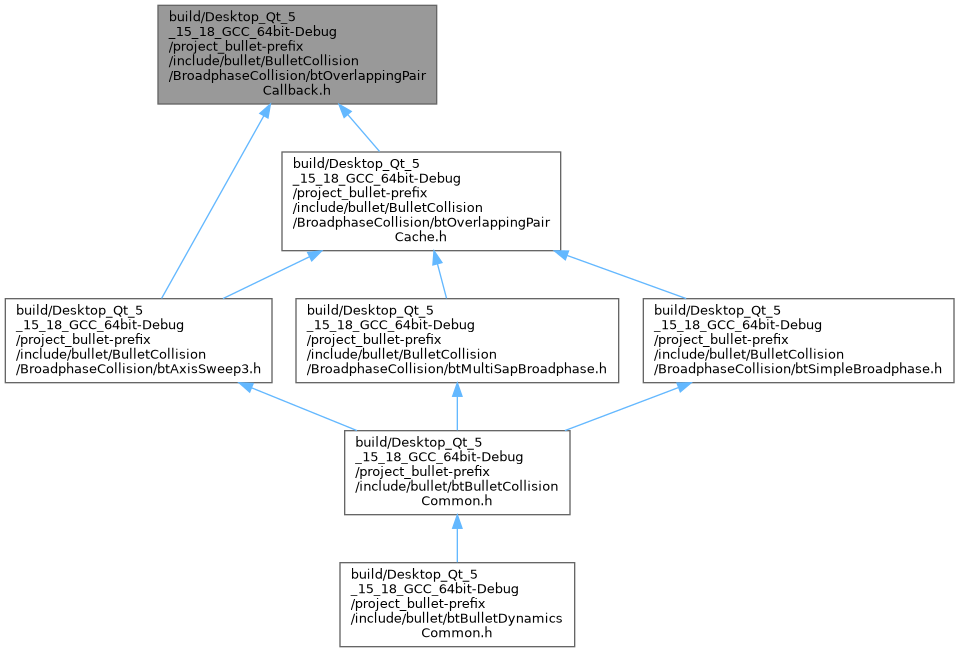 build/Desktop_Qt_5
_15_18_GCC_64bit-Debug
/project_bullet-prefix
/include/bullet/BulletCollision
/BroadphaseCollision/btOverlappingPair
Callback.h
build/Desktop_Qt_5
_15_18_GCC_64bit-Debug
/project_bullet-prefix
/include/bullet/BulletCollision
/BroadphaseCollision/btOverlappingPair
Cache.h
build/Desktop_Qt_5
_15_18_GCC_64bit-Debug
/project_bullet-prefix
/include/bullet/BulletCollision
/BroadphaseCollision/btAxisSweep3.h
build/Desktop_Qt_5
_15_18_GCC_64bit-Debug
/project_bullet-prefix
/include/bullet/BulletCollision
/BroadphaseCollision/btMultiSapBroadphase.h
build/Desktop_Qt_5
_15_18_GCC_64bit-Debug
/project_bullet-prefix
/include/bullet/BulletCollision
/BroadphaseCollision/btSimpleBroadphase.h
build/Desktop_Qt_5
_15_18_GCC_64bit-Debug
/project_bullet-prefix
/include/bullet/btBulletCollision
Common.h
build/Desktop_Qt_5
_15_18_GCC_64bit-Debug
/project_bullet-prefix
/include/bullet/btBulletDynamics
Common.h